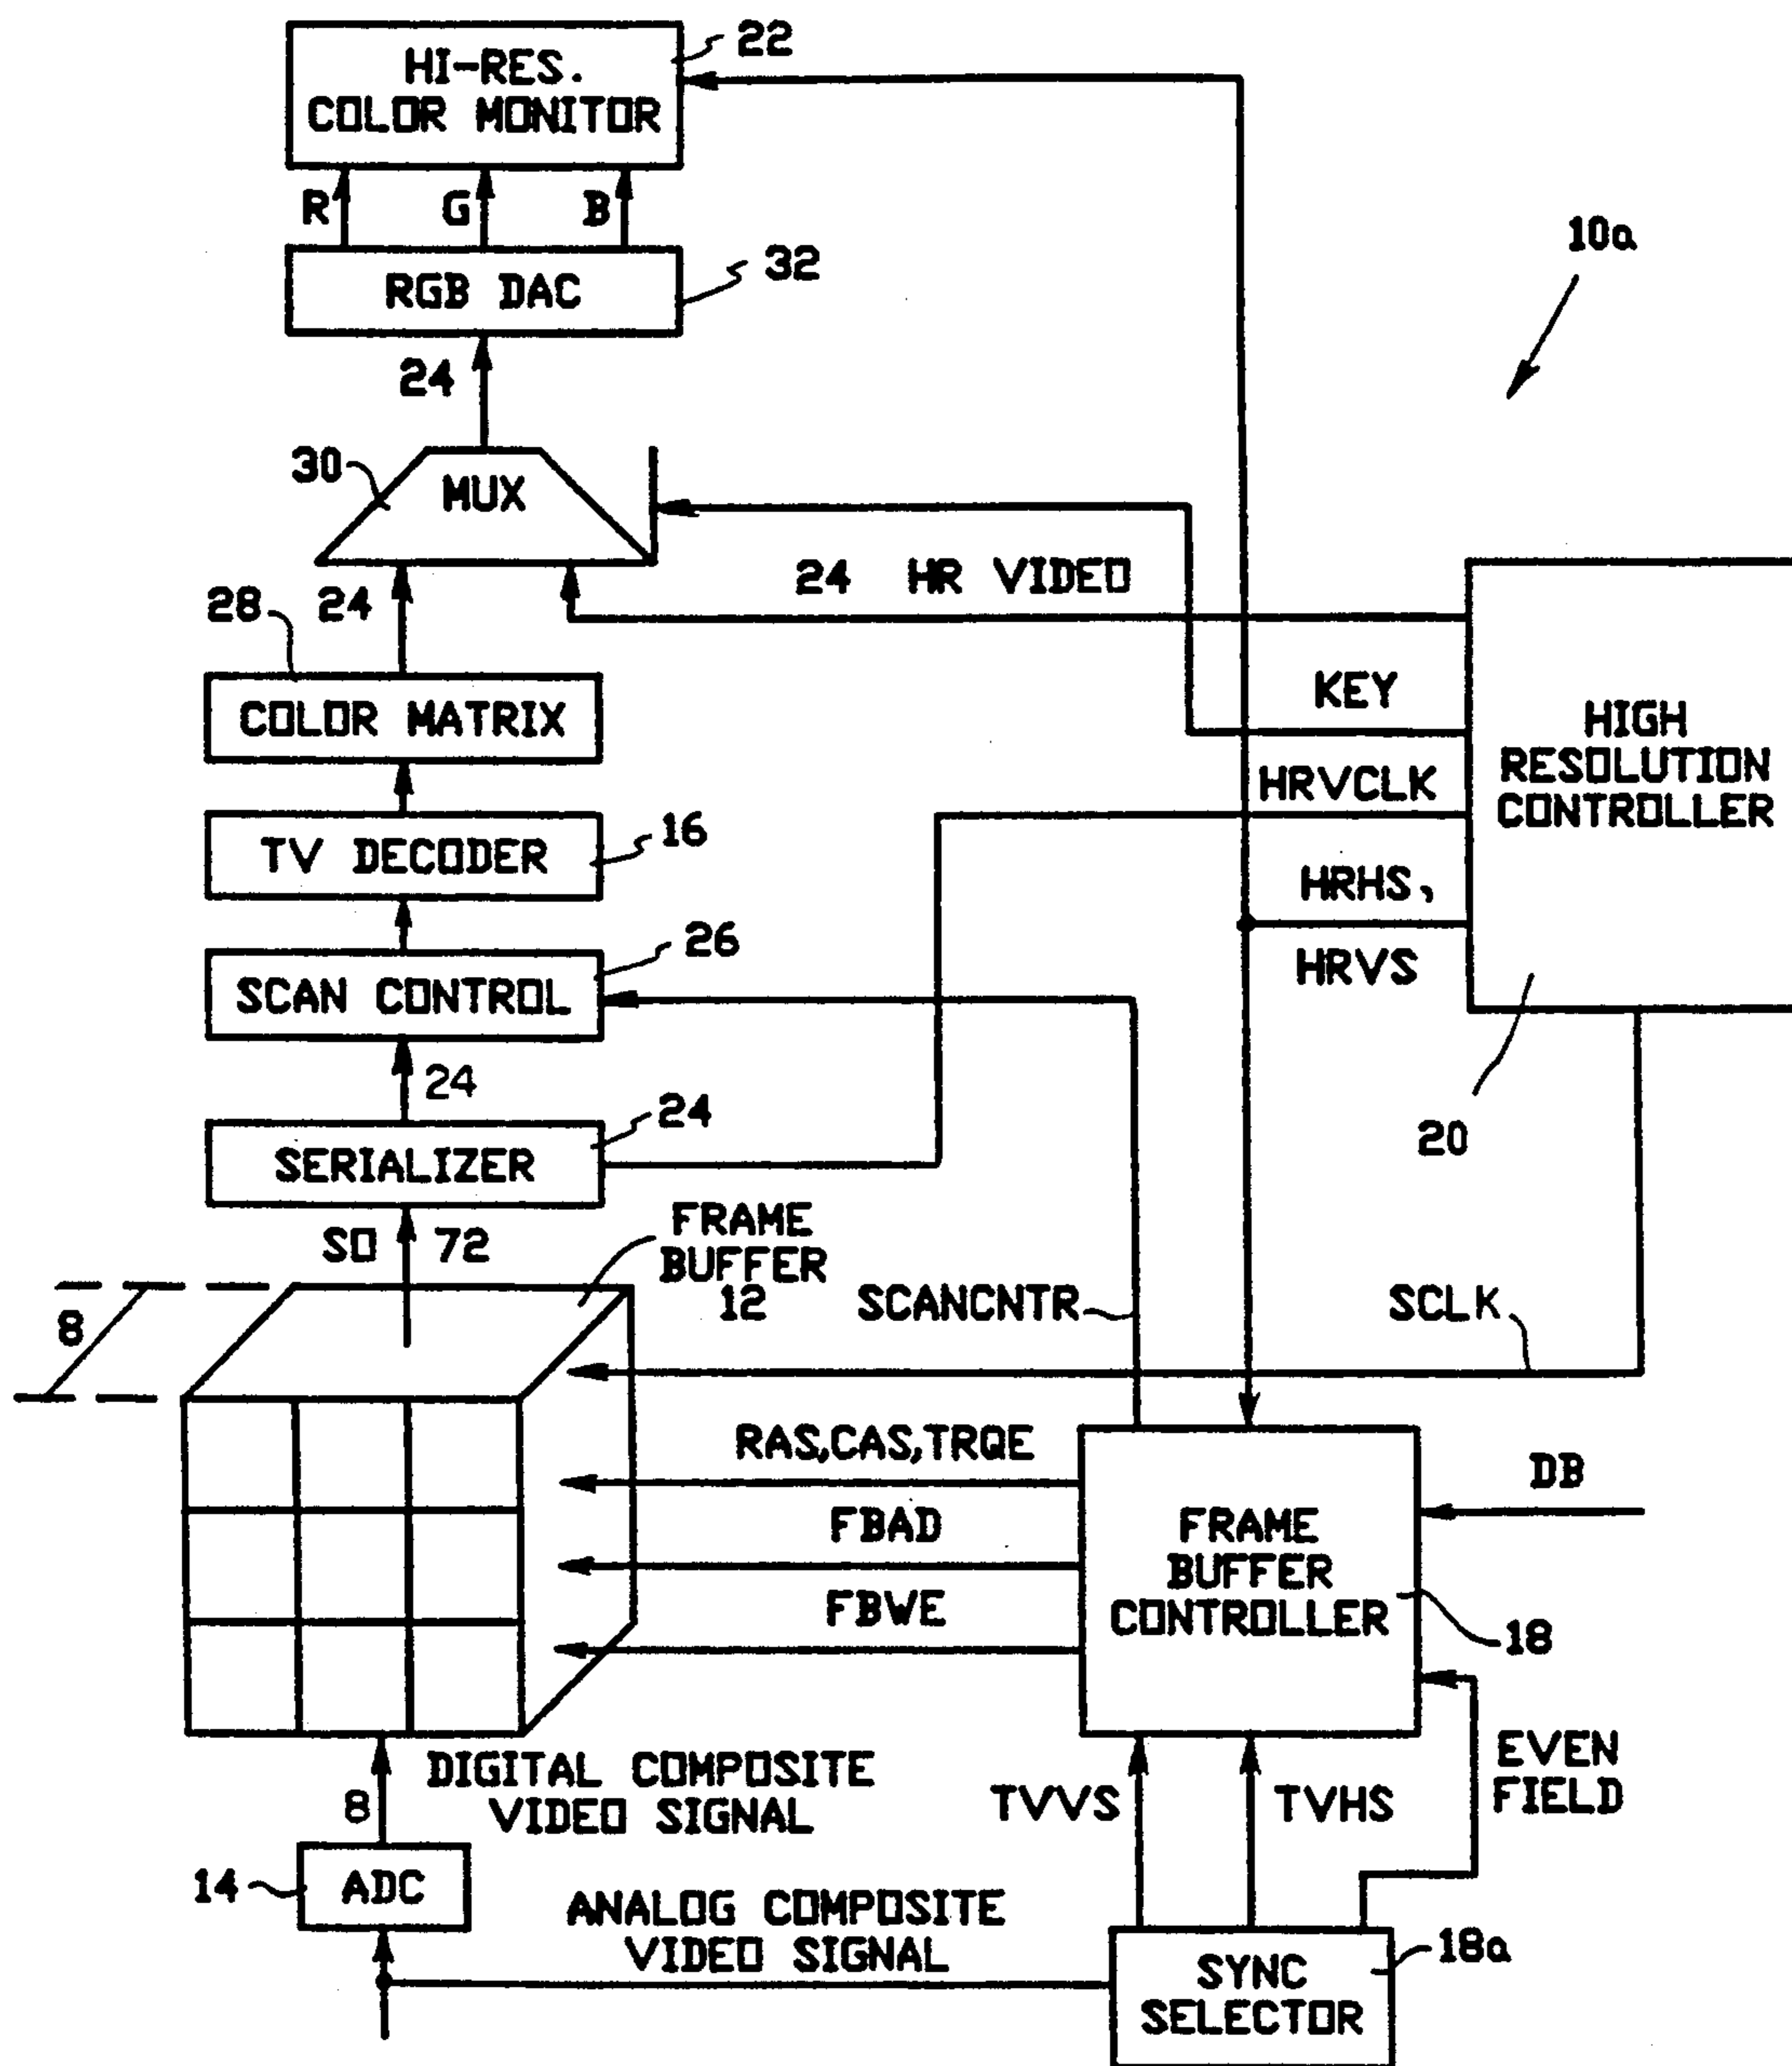 22
HI-RES.
COLOR MONITOR
R
G
B
10a
32
RGB DAC
24
30
MUX
24 HR VIDEO
28
24
KEY
COLOR MATRIX
HIGH
RESOLUTION
CONTROLLER
HRVCLK
16
TV DECODER
HRHS,
HRVS
26
SCAN CONTROL
24
24
20
SERIALIZER
SO
72
FRAME
BUFFER
12
8
SCANCNTR
SCLK
RAS,CAS,TRQE
DB
FBAD
FRAME
BUFFER
CONTROLLER
FBWE
18
DIGITAL COMPOSITE
VIDEO SIGNAL
8
TVVS
TVHS
EVEN
FIELD
14
ADC
ANALOG COMPOSITE
VIDEO SIGNAL
18a
SYNC
SELECTOR